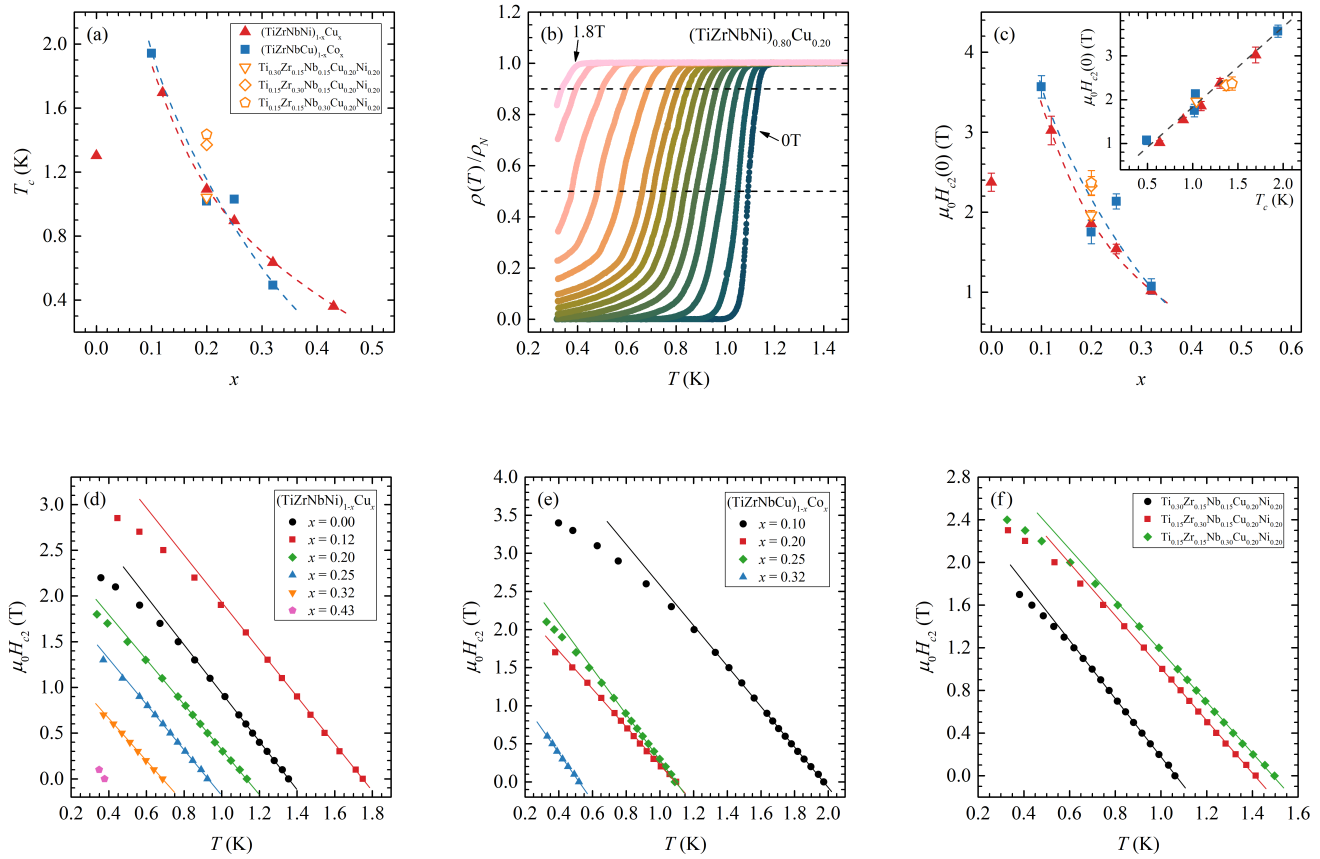 (a)
(TiZrNbNi)1-xCux
(TiZrNbCu)1-xCox
Ti0.30Zr0.15Nb0.15Cu0.20Ni0.20
Ti0.15Zr0.30Nb0.15Cu0.20Ni0.20
Ti0.15Zr0.15Nb0.30Cu0.20Ni0.20
Tc (K)
2.0
1.6
1.2
0.8
0.4
0.0 0.1 0.2 0.3 0.4 0.5
x
(b)
1.8T
(TiZrNbNi)0.80Cu0.20
0T
ρ(T)/ρN
1.0
0.9
0.8
0.7
0.6
0.5
0.4
0.3
0.2
0.1
0.0
0.2 0.4 0.6 0.8 1.0 1.2 1.4
T (K)
(c)
μ0Hc2(0) (T)
4
3
2
1
0.0 0.1 0.2 0.3 0.4 0.5 0.6
x
μ0Hc2(0) (T)
3
2
1
0.5 1.0 1.5 2.0
Tc (K)
(d)
(TiZrNbNi)1-xCux
x = 0.00
x = 0.12
x = 0.20
x = 0.25
x = 0.32
x = 0.43
μ0Hc2 (T)
3.0
2.5
2.0
1.5
1.0
0.5
0.0
0.2 0.4 0.6 0.8 1.0 1.2 1.4 1.6 1.8
T (K)
(e)
(TiZrNbCu)1-xCox
x = 0.10
x = 0.20
x = 0.25
x = 0.32
μ0Hc2 (T)
4.0
3.5
3.0
2.5
2.0
1.5
1.0
0.5
0.0
0.2 0.4 0.6 0.8 1.0 1.2 1.4 1.6 1.8 2.0
T (K)
(f)
Ti0.30Zr0.15Nb0.15Cu0.20Ni0.20
Ti0.15Zr0.30Nb0.15Cu0.20Ni0.20
Ti0.15Zr0.15Nb0.30Cu0.20Ni0.20
μ0Hc2 (T)
2.8
2.4
2.0
1.6
1.2
0.8
0.4
0.0
0.2 0.4 0.6 0.8 1.0 1.2 1.4 1.6
T (K)